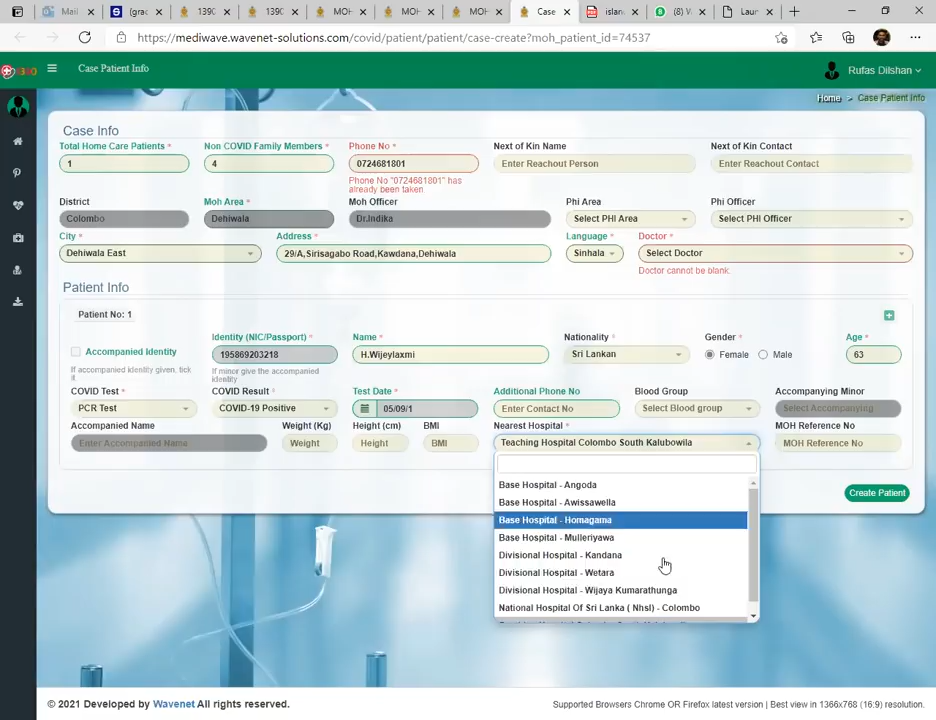 Mail
(grac
1390
1390
MOH
MOH
MOH
Case
islan
(8) W
Laun
https://mediwave.wavenet-solutions.com/covid/patient/patient/case-create?moh_patient_id=74537
Case Patient Info
Rufas Dilshan
Home > Case Patient Info
Case Info
Total Home Care Patients * Non COVID Family Members * Phone No * Next of Kin Name Next of Kin Contact
1 4 0724681801 Enter Reachout Person Enter Reachout Contact
Phone No "0724681801" has
already been taken.
District Moh Area * Moh Officer Phi Area Phi Officer
Colombo Dehiwala Dr.Indika Select PHI Area Select PHI Officer
City * Address * Language * Doctor *
Dehiwala East 29/A,Sirisagabo Road,Kawdana,Dehiwala Sinhala Select Doctor
Doctor cannot be blank.
Patient Info
Patient No: 1
Accompanied Identity Identity (NIC/Passport) * Name * Nationality * Gender * Age *
195869203218 H.Wijeylaxmi Sri Lankan Female Male 63
If accompanied identity given, tick
it
If minor give the accompanied
identity
COVID Test * COVID Result * Test Date * Additional Phone No Blood Group Accompanying Minor
PCR Test COVID-19 Positive 05/09/1 Enter Contact No Select Blood group Select Accompanying
Accompanied Name Weight (Kg) Height (cm) BMI Nearest Hospital * MOH Reference No
Enter Accompanied Name Weight Height BMI Teaching Hospital Colombo South Kalubowila MOH Reference No
Base Hospital - Angoda
Base Hospital - Awissawella
Base Hospital - Homagama
Base Hospital - Mulleriyawa
Divisional Hospital - Kandana
Divisional Hospital - Wetara
Divisional Hospital - Wijaya Kumarathunga
National Hospital Of Sri Lanka ( Nhsl) - Colombo
Create Patient
© 2021 Developed by Wavenet All rights reserved.
Supported Browsers Chrome OR Firefox latest version | Best view in 1366x768 (16:9) resolution.